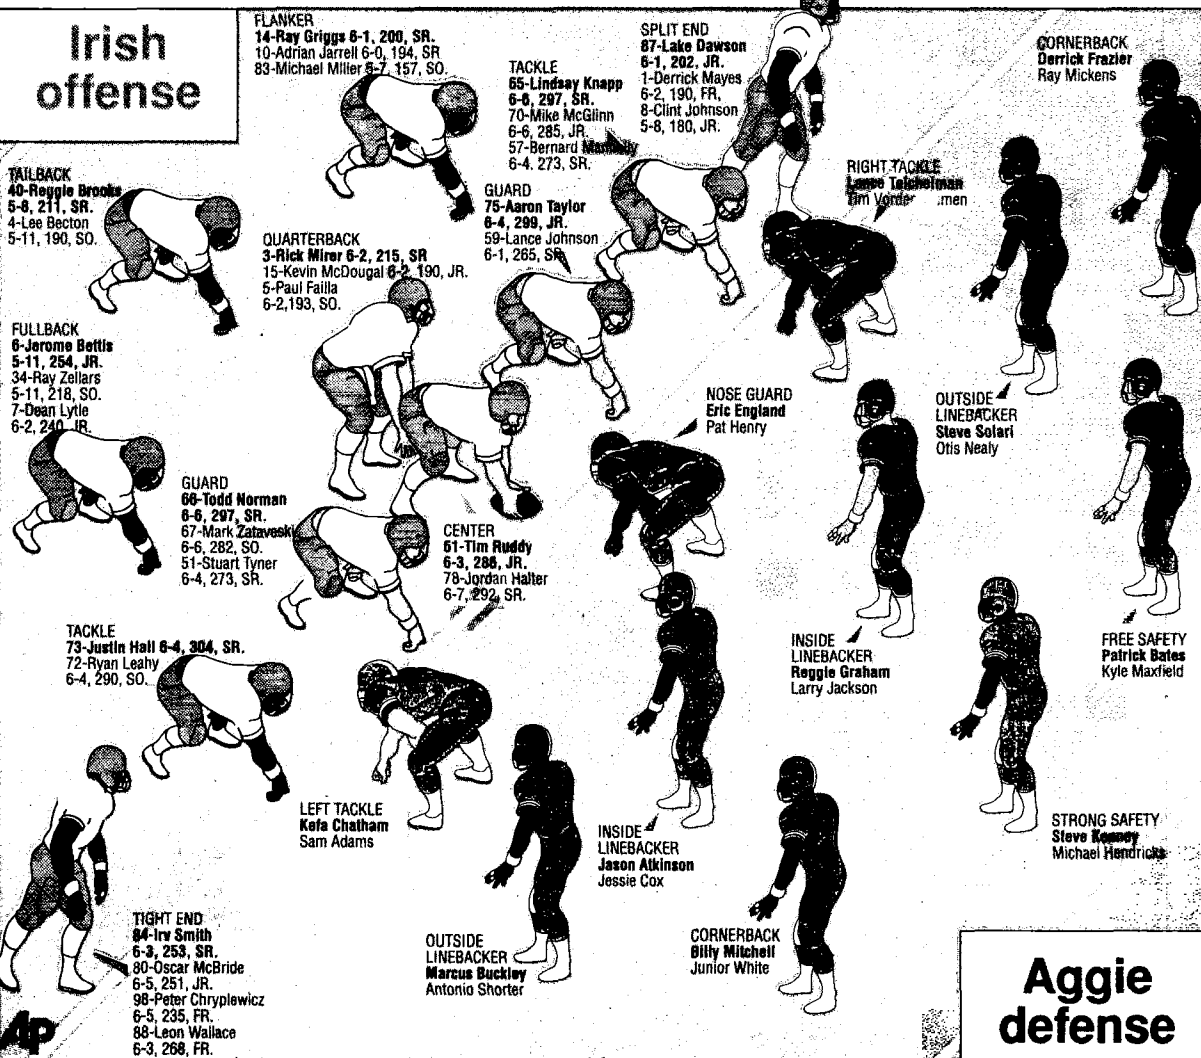 Irish
offense
FLANKER
14-Ray Griggs 6-1, 200, SR.
10-Adrian Jarrell 6-0, 194, SR
83-Michael Miller 5-7, 157, SO.
TACKLE
65-Lindsay Knapp
6-6, 297, SR.
70-Mike McGlinn
6-6, 285, JR.
57-Bernard
6-4. 273, SR.
SPLIT END
87-Lake Dawson
6-1, 202, JR.
1-Derrick Mayes
6-2, 190, FR,
8-Clint Johnson
5-8, 180, JR.
CORNERBACK
Derrick Frazier
Ray Mickens
TAILBACK
40-Reggie Brooks
5-8, 211, SR.
4-Lee Becton
5-11, 190, SO.
GUARD
75-Aaron Taylor
6-4, 299, JR.
59-Lance Johnson
6-1, 265, SR.
RIGHT TACKLE
Lance Teichelman
Tim
QUARTERBACK
3-Rick Mirer 6-2, 215, SR
15-Kevin McDougal 6-2, 190, JR.
5-Paul Failla
6-2,193, SO.
FULLBACK
6-Jerome Bettis
5-11, 254, JR.
34-Ray Zellars
5-11, 218, SO.
7-Dean Lytle
6-2, 240, JR.
NOSE GUARD
Eric England
Pat Henry
OUTSIDE
LINEBACKER
Steve Solari
Otis Nealy
GUARD
66-Todd Norman
6-6, 297, SR.
67-Mark Zataveski
6-6, 282, SO.
51-Stuart Tyner
6-4, 273, SR.
CENTER
61-Tim Ruddy
6-3, 286, JR.
78-Jordan Halter
6-7, 292, SR.
TACKLE
73-Justin Hall 6-4, 304, SR.
72-Ryan Leahy
6-4, 290, SO.
INSIDE
LINEBACKER
Reggie Graham
Larry Jackson
FREE SAFETY
Patrick Bates
Kyle Maxfield
LEFT TACKLE
Kefa Chatham
Sam Adams
INSIDE
LINEBACKER
Jason Atkinson
Jessie Cox
STRONG SAFETY
Steve Kenney
Michael Hendricks
TIGHT END
84-Irv Smith
6-3, 253, SR.
80-Oscar McBride
6-5, 251, JR.
98-Peter Chryplewicz
6-5, 235, FR.
88-Leon Wallace
6-3, 268, FR.
OUTSIDE
LINEBACKER
Marcus Buckley
Antonio Shorter
CORNERBACK
Billy Mitchell
Junior White
AP
Aggie
defense